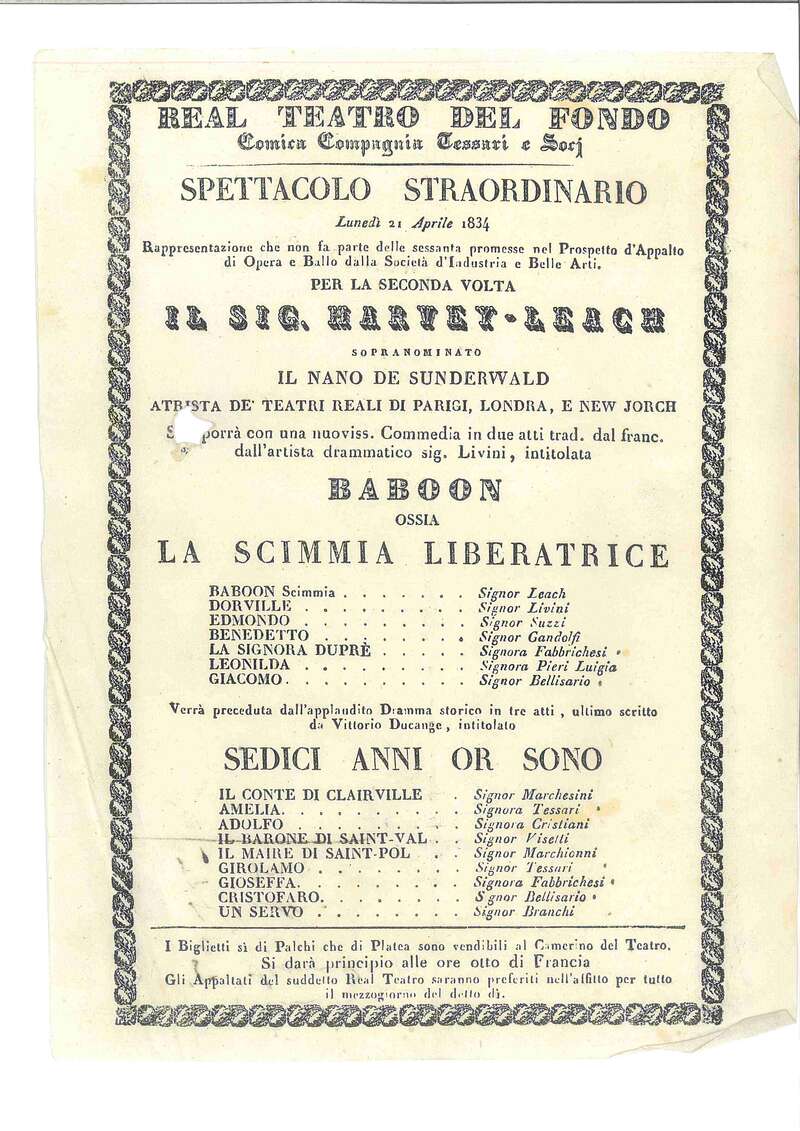 REAL TEATRO DEL FONDO
Comica Compagnia Tessari e Socj
SPETTACOLO STRAORDINARIO
Lunedì 21 Aprile 1834
Rappresentazione che non fa parte delle sessanta promesse nel Prospetto d'Appalto
di Opera e Ballo dalla Società d'Industria e Belle Arti.
PER LA SECONDA VOLTA
IL SIG. HARVEY-LEACH
SOPRANOMINATO
IL NANO DE SUNDERWALD
ATRISTA DE' TEATRI REALI DI PARIGI, LONDRA, E NEW JORCH
porrà con una nuoviss. Commedia in due atti trad. dal franc.
dall'artista drammatico sig. Livini, intitolata
BABOON
OSSIA
LA SCIMMIA LIBERATRICE
BABOON Scimmia . . . . . . . Signor Leach
DORVILLE . . . . . . . . . Signor Livini
EDMONDO . . . . . . . . . Signor Suzzi
BENEDETTO . . . . . . . . Signor Gandolfi
LA SIGNORA DUPRÈ . . . . . Signora Fabbrichesi
LEONILDA . . . . . . . . . Signora Pieri Luigia
GIACOMO . . . . . . . . . Signor Bellisario
Verrà preceduta dall'applaudito Dramma storico in tre atti, ultimo scritto
da Vittorio Ducange, intitolato
SEDICI ANNI OR SONO
IL CONTE DI CLAIRVILLE . Signor Marchesini
AMELIA . . . . . . . . . Signora Tessari
ADOLFO . . . . . . . . . Signora Cristiani
IL BARONE DI SAINT-VAL . . Signor Visetti
IL MAIRE DI SAINT-POL . . Signor Marchionni
GIROLAMO . . . . . . . . Signor Tessari
GIOSEFFA . . . . . . . . Signora Fabbrichesi
CRISTOFARO . . . . . . . S gnor Bellisario
UN SERVO . . . . . . . . Signor Branchi
I Biglietti sì di Palchi che di Platea sono vendibili al Camerino del Teatro.
Si darà principio alle ore otto di Francia
Gli Appaltati del suddetto Real Teatro saranno preferiti nell'affitto per tutto
il mezzogiorno del detto dì.